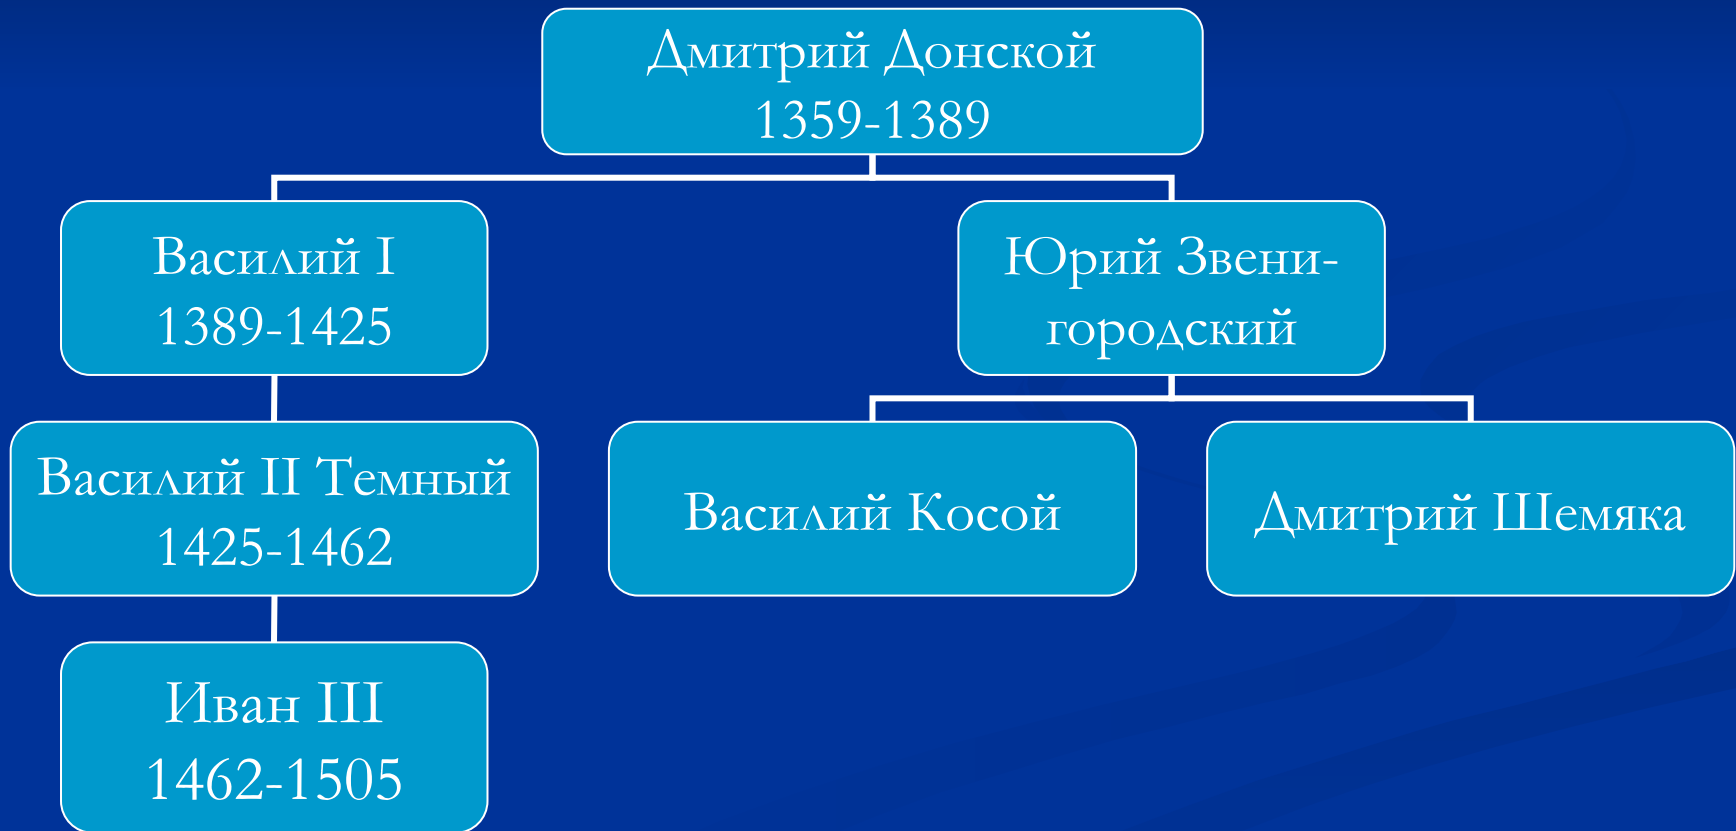 Дмитрий Донской
1359-1389
Василий I
1389-1425
Юрий Звени-
городский
Василий II Темный
1425-1462
Василий Косой
Дмитрий Шемяка
Иван III
1462-1505